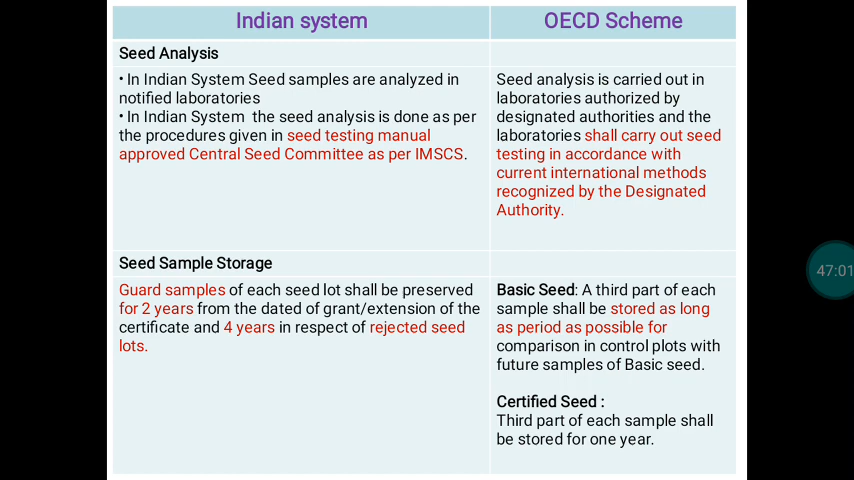 Indian system
OECD Scheme
Seed Analysis
• In Indian System Seed samples are analyzed in
notified laboratories
• In Indian System the seed analysis is done as per
the procedures given in seed testing manual
approved Central Seed Committee as per IMSCS.
Seed analysis is carried out in
laboratories authorized by
designated authorities and the
laboratories shall carry out seed
testing in accordance with
current international methods
recognized by the Designated
Authority.
Seed Sample Storage
Guard samples of each seed lot shall be preserved
for 2 years from the dated of grant/extension of the
certificate and 4 years in respect of rejected seed
lots.
Basic Seed: A third part of each
sample shall be stored as long
as period as possible for
comparison in control plots with
future samples of Basic seed.
Certified Seed :
Third part of each sample shall
be stored for one year.
47:01